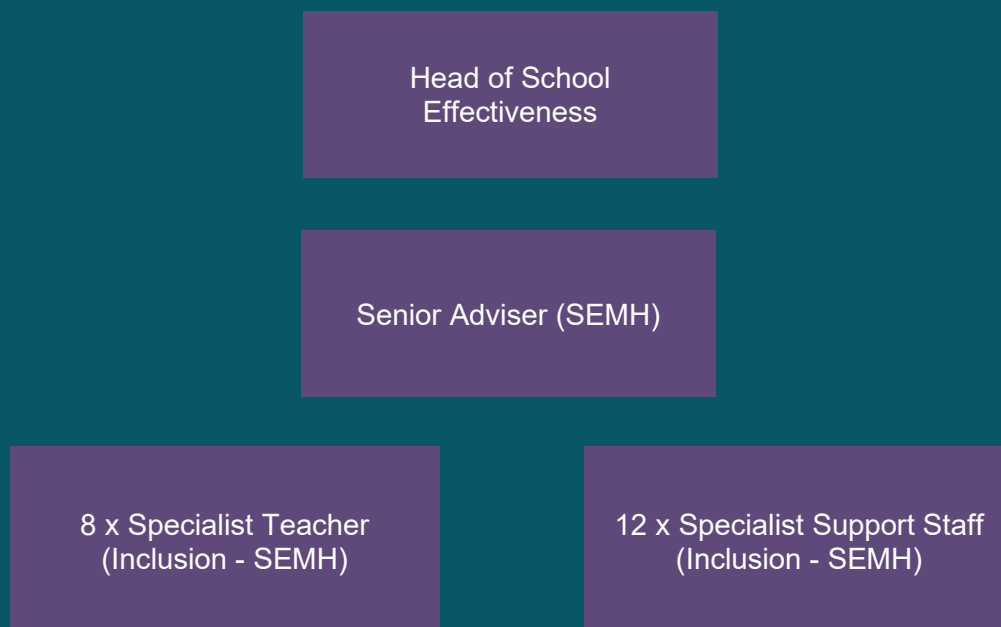 Head of School
Effectiveness
Senior Adviser (SEMH)
8 x Specialist Teacher
(Inclusion - SEMH)
12 x Specialist Support Staff
(Inclusion - SEMH)